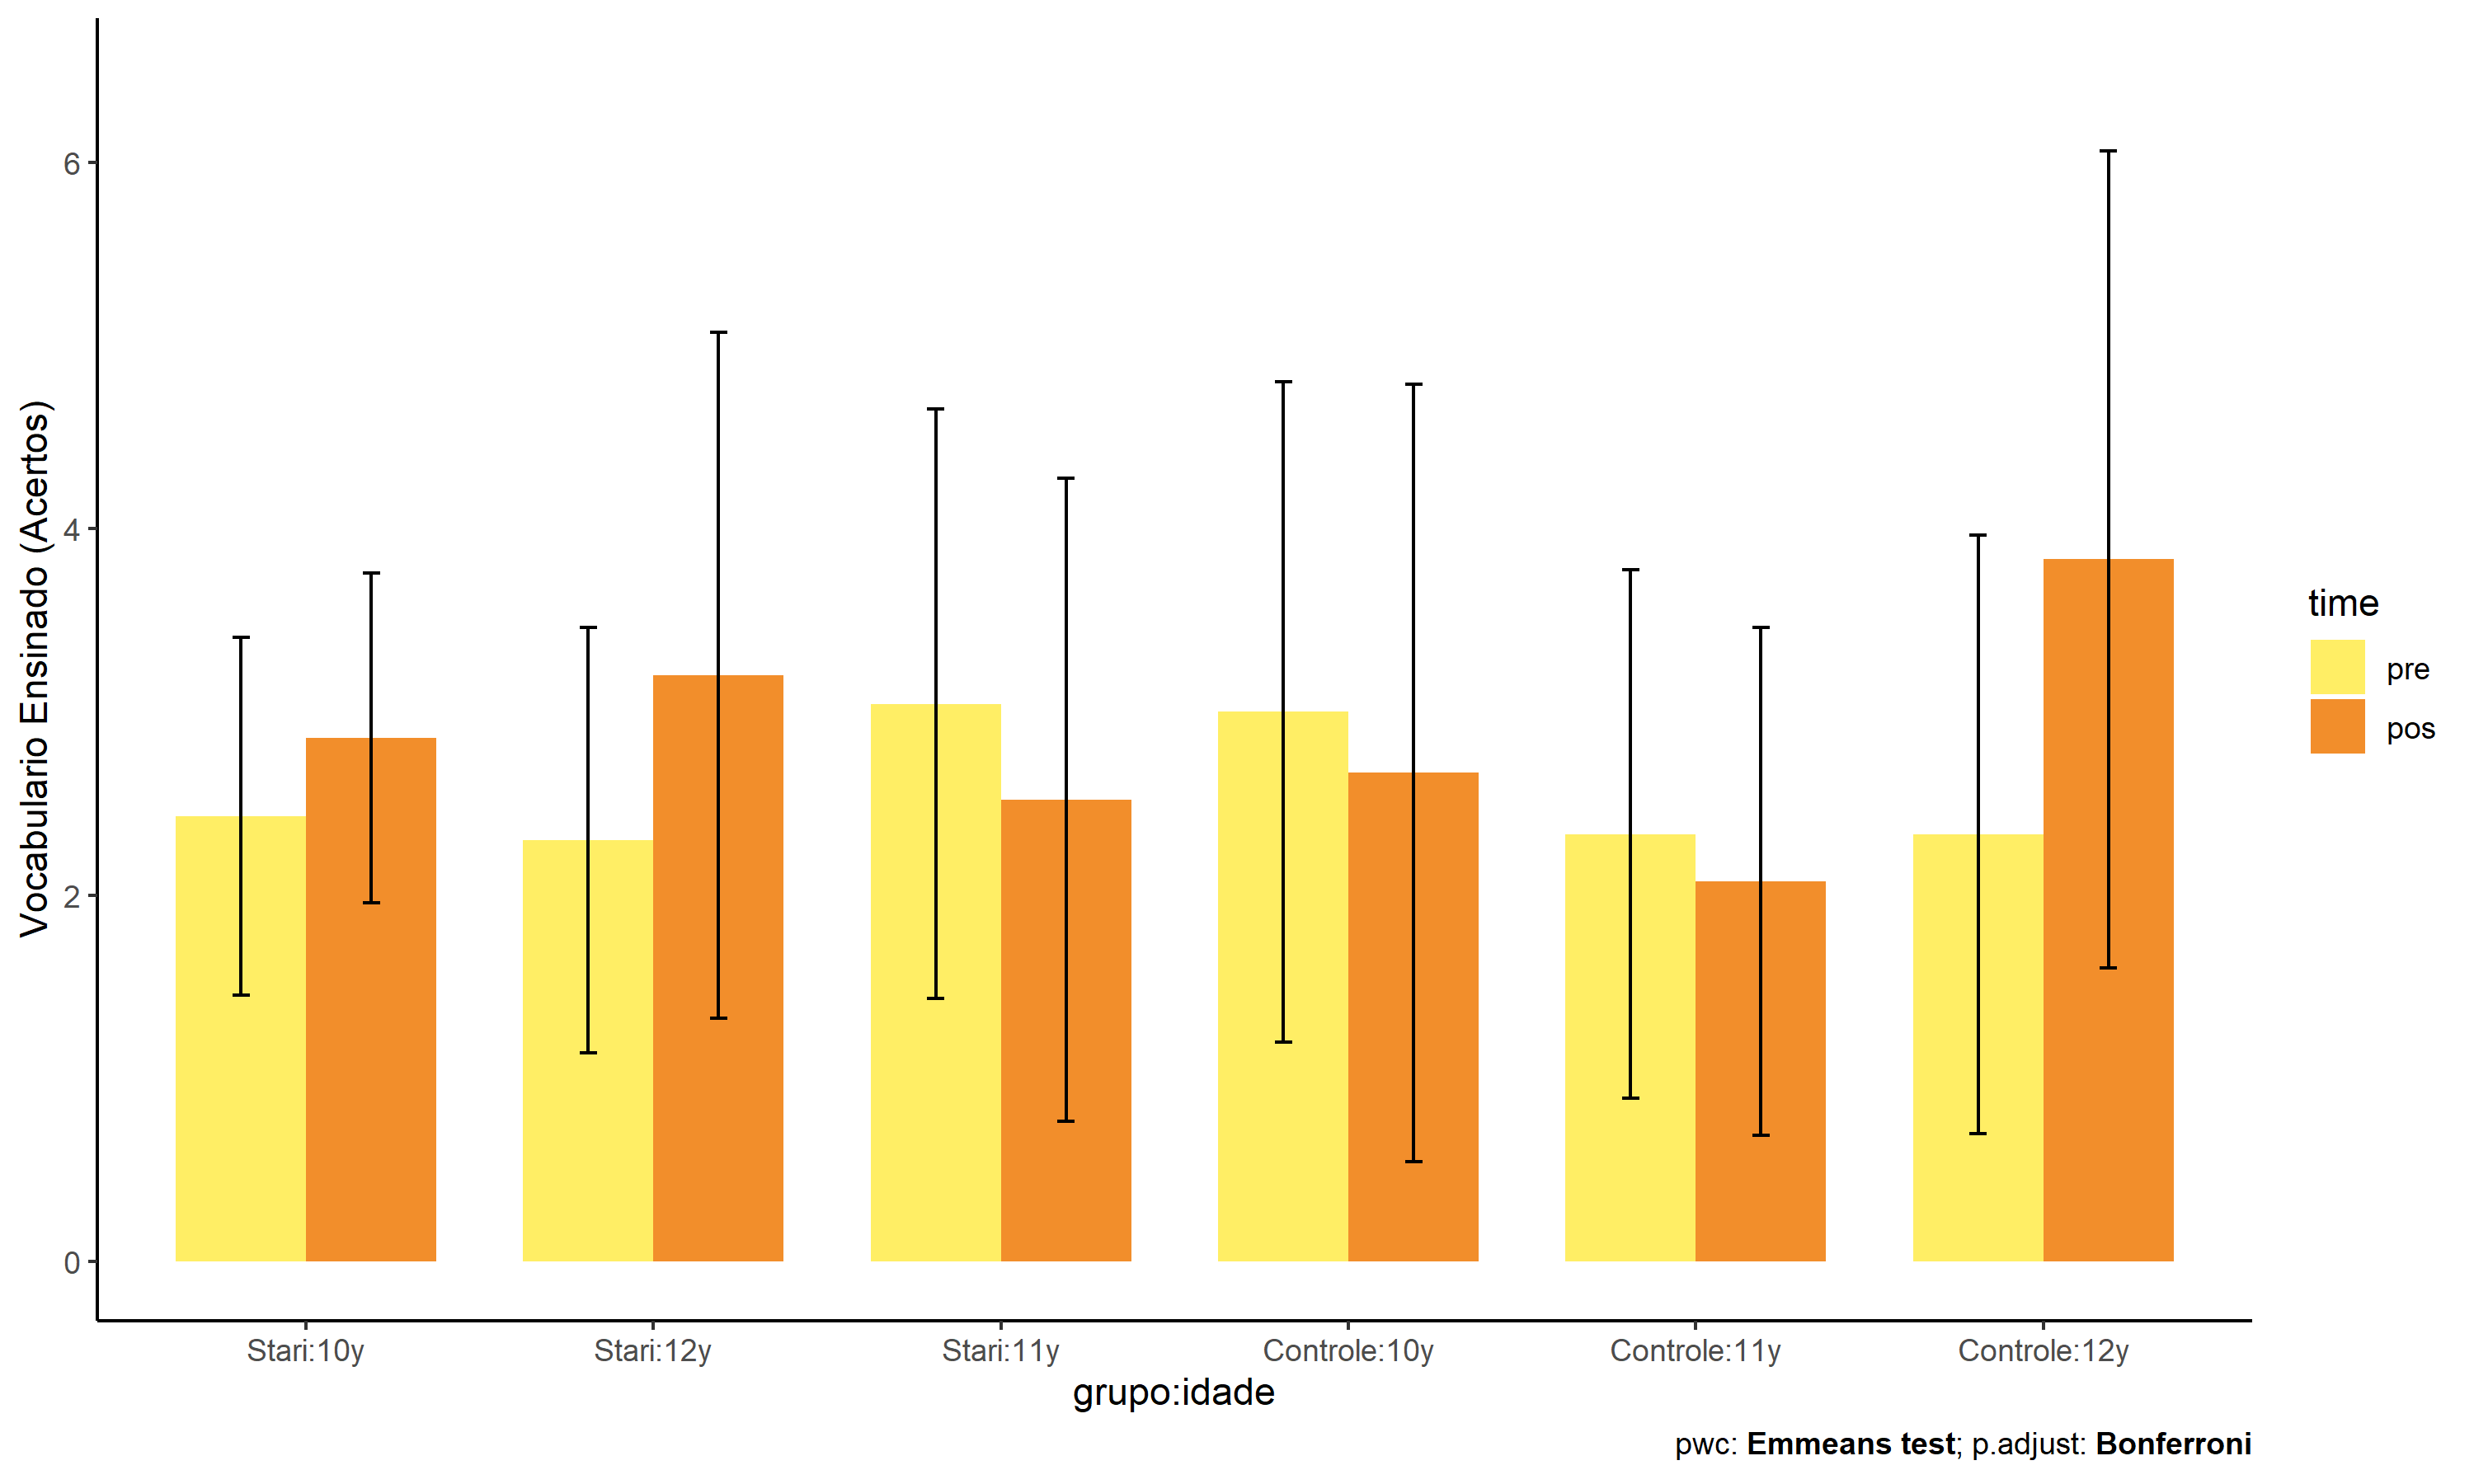 Vocabulario Ensinado (Acertos)
6
4
2
0
Stari:10y
Stari:12y
Stari:11y
Controle:10y
Controle:11y
Controle:12y
grupo:idade
time
pre
pos
pwc: Emmeans test; p.adjust: Bonferroni